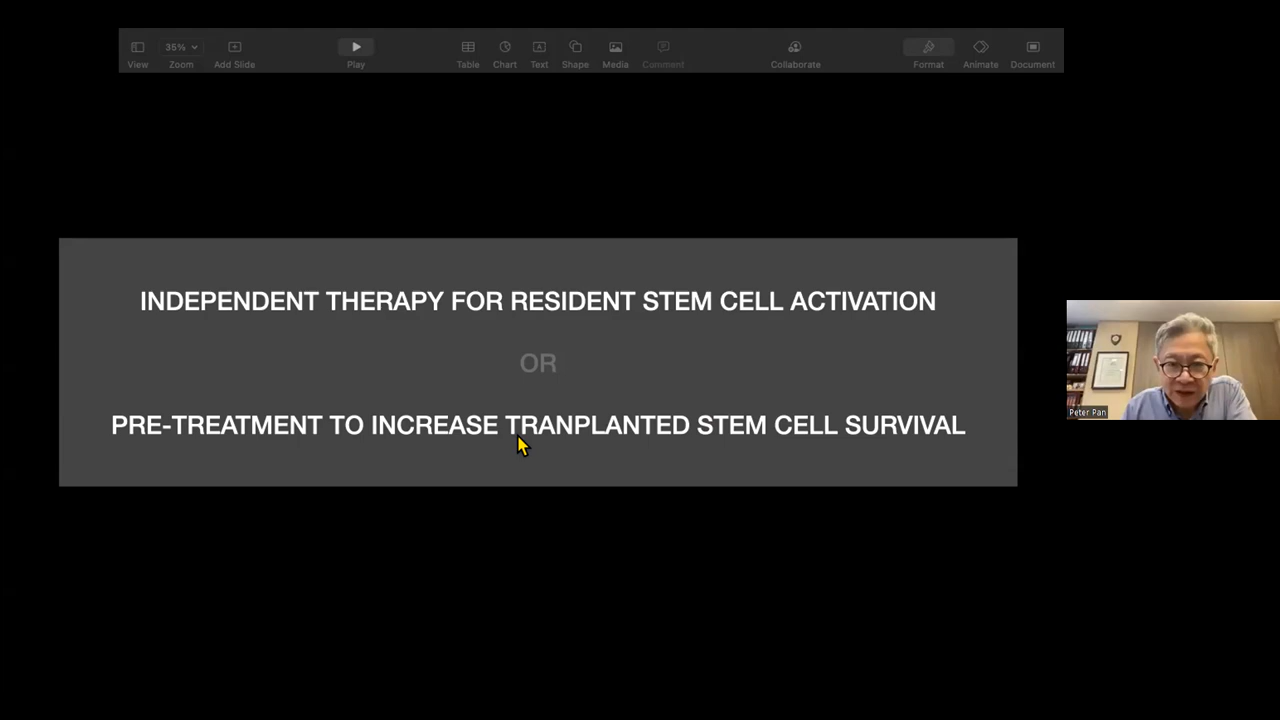 35%
View
Zoom
Add Slide
Play
Table
Chart
Text
Shape
Media
Comment
Collaborate
Format
Animate
Document
INDEPENDENT THERAPY FOR RESIDENT STEM CELL ACTIVATION
OR
PRE-TREATMENT TO INCREASE TRANPLANTED STEM CELL SURVIVAL
Peter Pan